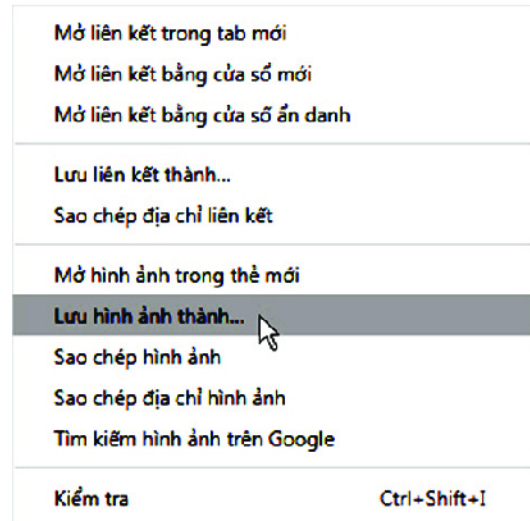 Mở liên kết trong tab mới
Mở liên kết bằng cửa sổ mới
Mở liên kết bằng cửa sổ ẩn danh
Lưu liên kết thành...
Sao chép địa chỉ liên kết
Mở hình ảnh trong thẻ mới
Lưu hình ảnh thành...
Sao chép hình ảnh
Sao chép địa chỉ hình ảnh
Tìm kiếm hình ảnh trên Google
Kiểm tra Ctrl+Shift+I